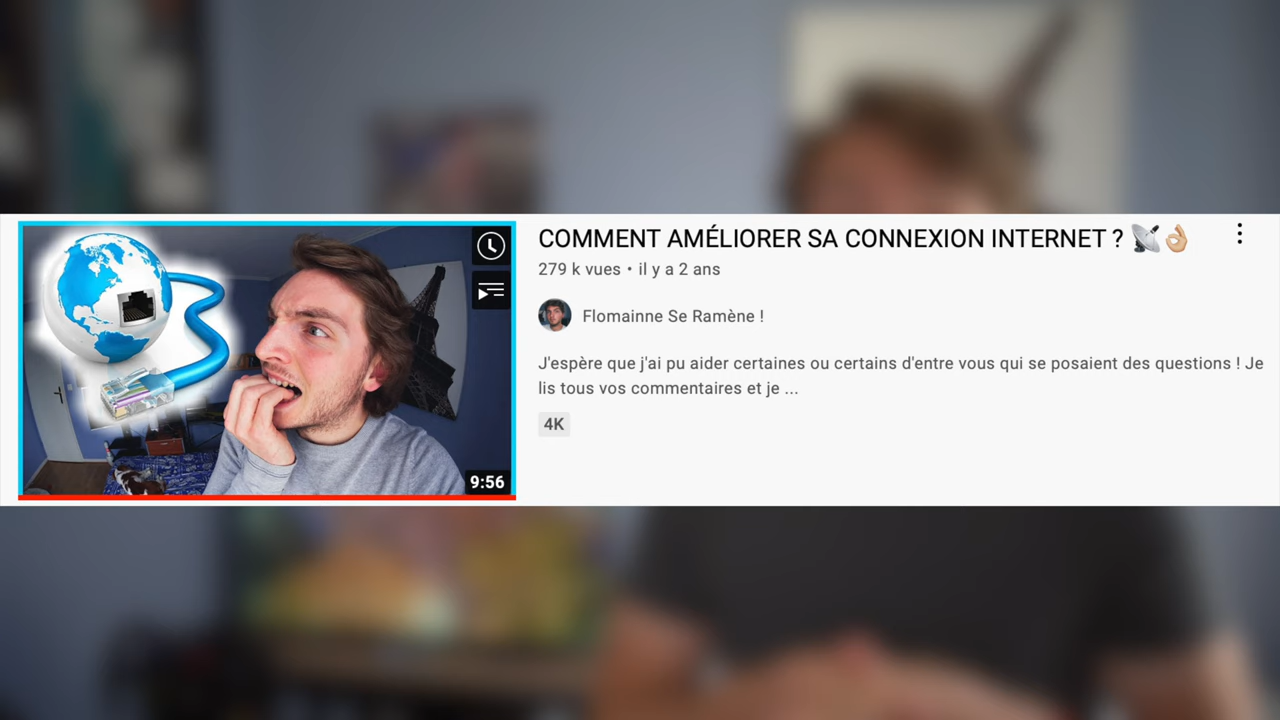 COMMENT AMÉLIORER SA CONNEXION INTERNET ? 📡👌🏼
279 k vues • il y a 2 ans
Flomainne Se Ramène !
J'espère que j'ai pu aider certaines ou certains d'entre vous qui se posaient des questions ! Je
lis tous vos commentaires et je ...
4K
9:56